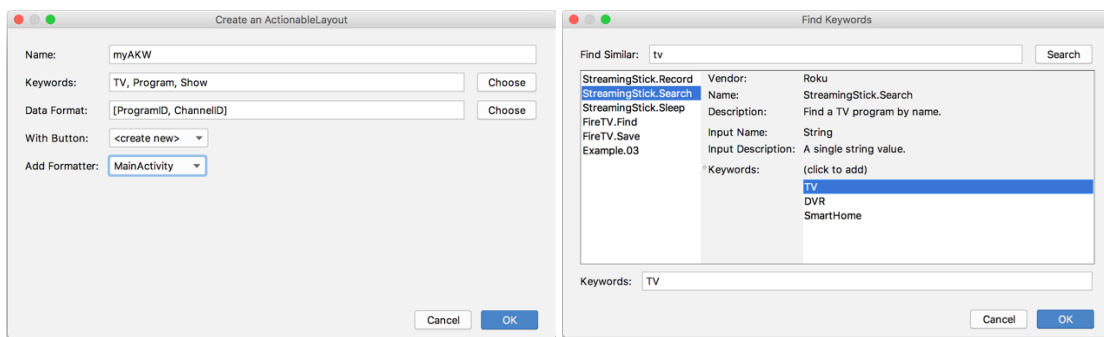 Create an ActionableLayout
Name: myAKW
Keywords: TV, Program, Show Choose
Data Format: [ProgramID, ChannelID] Choose
With Button: <create new>
Add Formatter: MainActivity
Cancel OK
Find Keywords
Find Similar: tv Search
StreamingStick.Record
StreamingStick.Search
StreamingStick.Sleep
FireTV.Find
FireTV.Save
Example.03
Vendor: Roku
Name: StreamingStick.Search
Description: Find a TV program by name.
Input Name: String
Input Description: A single string value.
Keywords: (click to add)
TV
DVR
SmartHome
Keywords: TV
Cancel OK